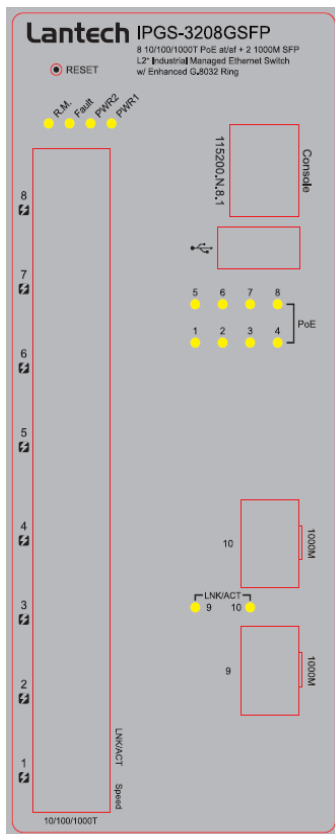 Lantech IPGS-3208GSFP
8 10/100/1000T PoE at/af + 2 1000M SFP
L2+ Industrial Managed Ethernet Switch
w/ Enhanced G.8032 Ring
RESET
R.M. Fault PWR2 PWR1
115200.N.8.1
Console
8
7
5 6 7 8
PoE
1 2 3 4
6
5
4
10
1000M
LNK/ACT
9 10
3
2
9
1000M
1
LNK/ACT
Speed
10/100/1000T